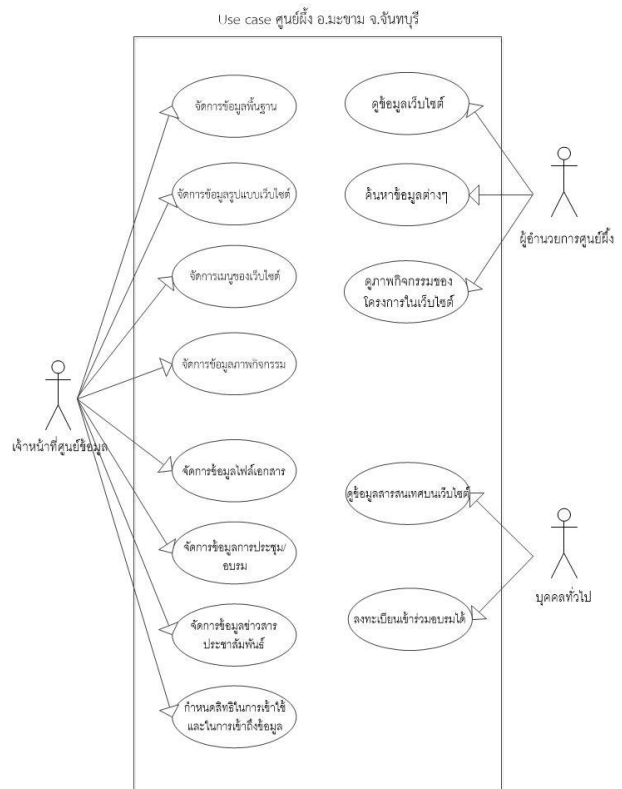 Use case ศูนย์ผึ้ง อ.มะขาม จ.จันทบุรี
จัดการข้อมูลพื้นฐาน
จัดการข้อมูลรูปแบบเว็บไซต์
จัดการเมนูของเว็บไซต์
จัดการข้อมูลภาพกิจกรรม
เจ้าหน้าที่ศูนย์ข้อมูล
จัดการข้อมูลไฟล์เอกสาร
จัดการข้อมูลการประชุม/
อบรม
จัดการข้อมูลข่าวสาร
ประชาสัมพันธ์
กำหนดสิทธิในการเข้าใช้
และในการเข้าถึงข้อมูล
ดูข้อมูลเว็บไซต์
ค้นหาข้อมูลต่างๆ
ดูภาพกิจกรรมของ
โครงการในเว็บไซต์
ผู้อำนวยการศูนย์ผึ้ง
ดูข้อมูลสารสนเทศบนเว็บไซต์
ลงทะเบียนเข้าร่วมอบรมได้
บุคคลทั่วไป